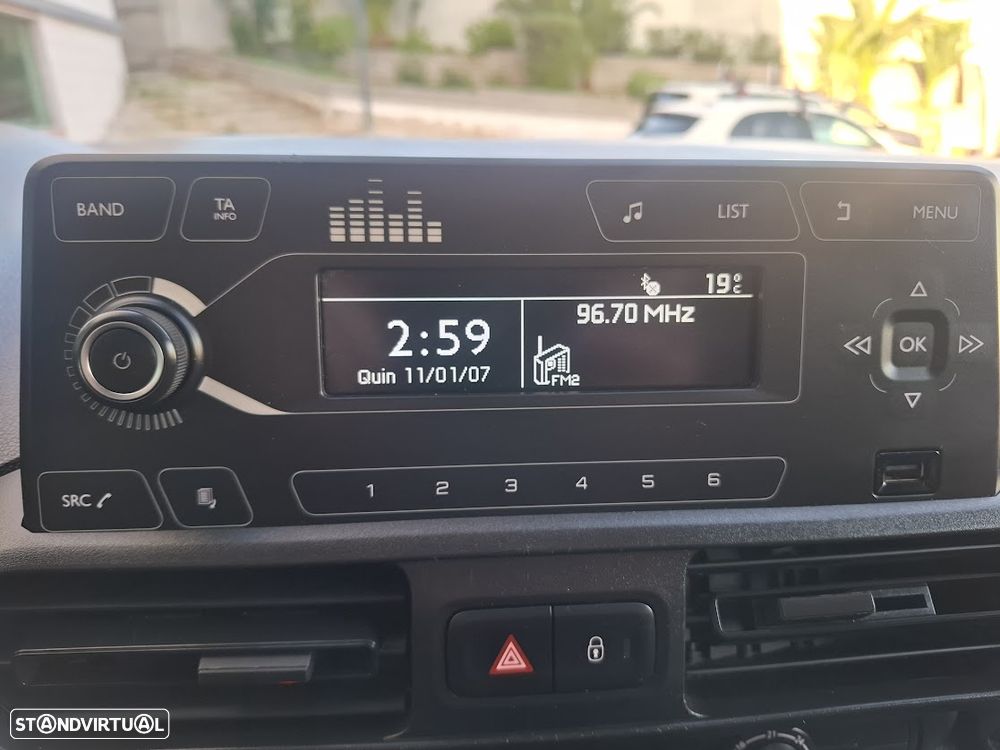 BAND
TA
INFO
LIST
MENU
19°C
2:59
96.70 MHz
Quin 11/01/07
FM2
OK
SRC
1 2 3 4 5 6
STANDVIRTUAL